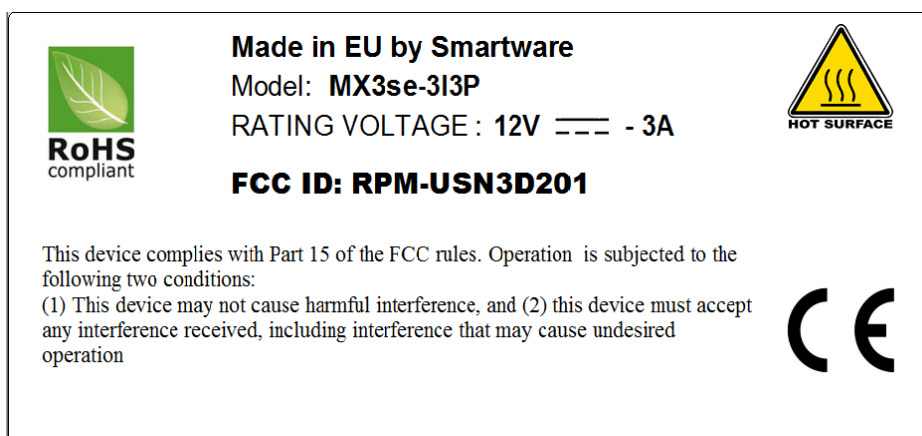 Made in EU by Smartware
Model: MX3se-3I3P
RATING VOLTAGE : 12V - 3A
HOT SURFACE
RoHS
compliant
FCC ID: RPM-USN3D201
This device complies with Part 15 of the FCC rules. Operation is subjected to the
following two conditions:
(1) This device may not cause harmful interference, and (2) this device must accept
any interference received, including interference that may cause undesired
operation
CE